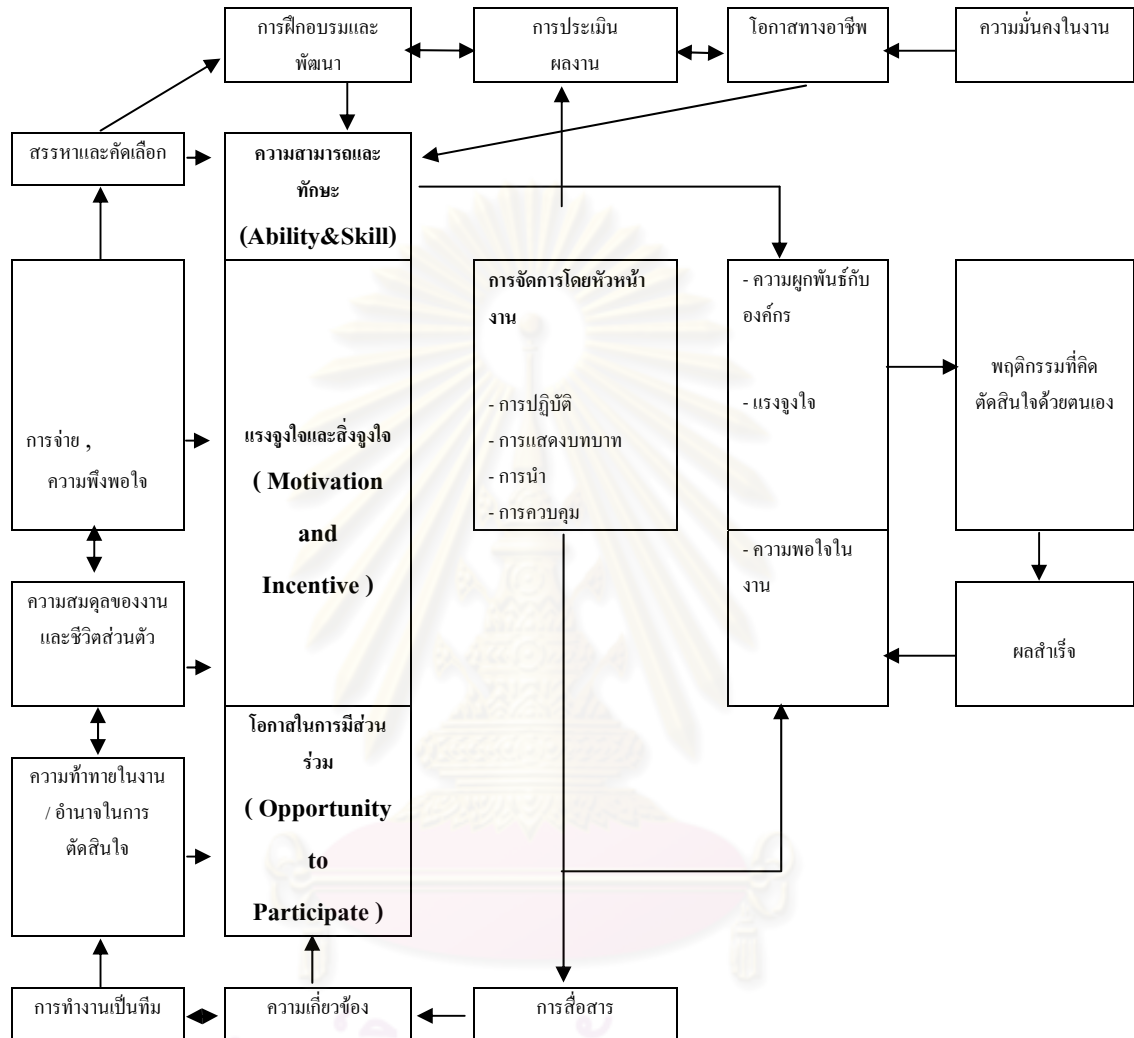 การฝึกอบรมและ
พัฒนา
การประเมิน
ผลงาน
โอกาสทางอาชีพ
ความมั่นคงในงาน
สรรหาและคัดเลือก
ความสามารถและ
ทักษะ
(Ability&Skill)
การจ่าย ,
ความพึงพอใจ
แรงจูงใจและสิ่งจูงใจ
( Motivation
and
Incentive )
การจัดการโดยหัวหน้า
งาน
- การปฏิบัติ
- การแสดงบทบาท
- การนำ
- การควบคุม
- ความผูกพันธ์กับ
องค์กร
- แรงจูงใจ
- ความพอใจใน
งาน
พฤติกรรมที่คิด
ตัดสินใจด้วยตนเอง
ผลสำเร็จ
ความสมดุลของงาน
และชีวิตส่วนตัว
ความท้าทายในงาน
/ อำนาจในการ
ตัดสินใจ
โอกาสในการมีส่วน
ร่วม
( Opportunity
to
Participate )
การทำงานเป็นทีม
ความเกี่ยวข้อง
การสื่อสาร